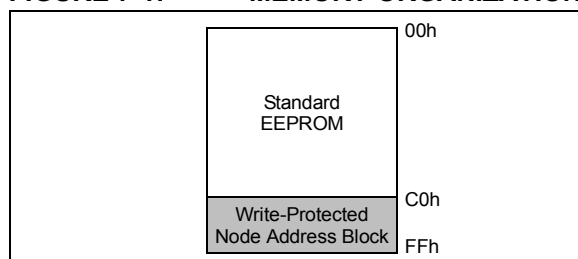 00h
Standard
EEPROM
C0h
Write-Protected
Node Address Block
FFh